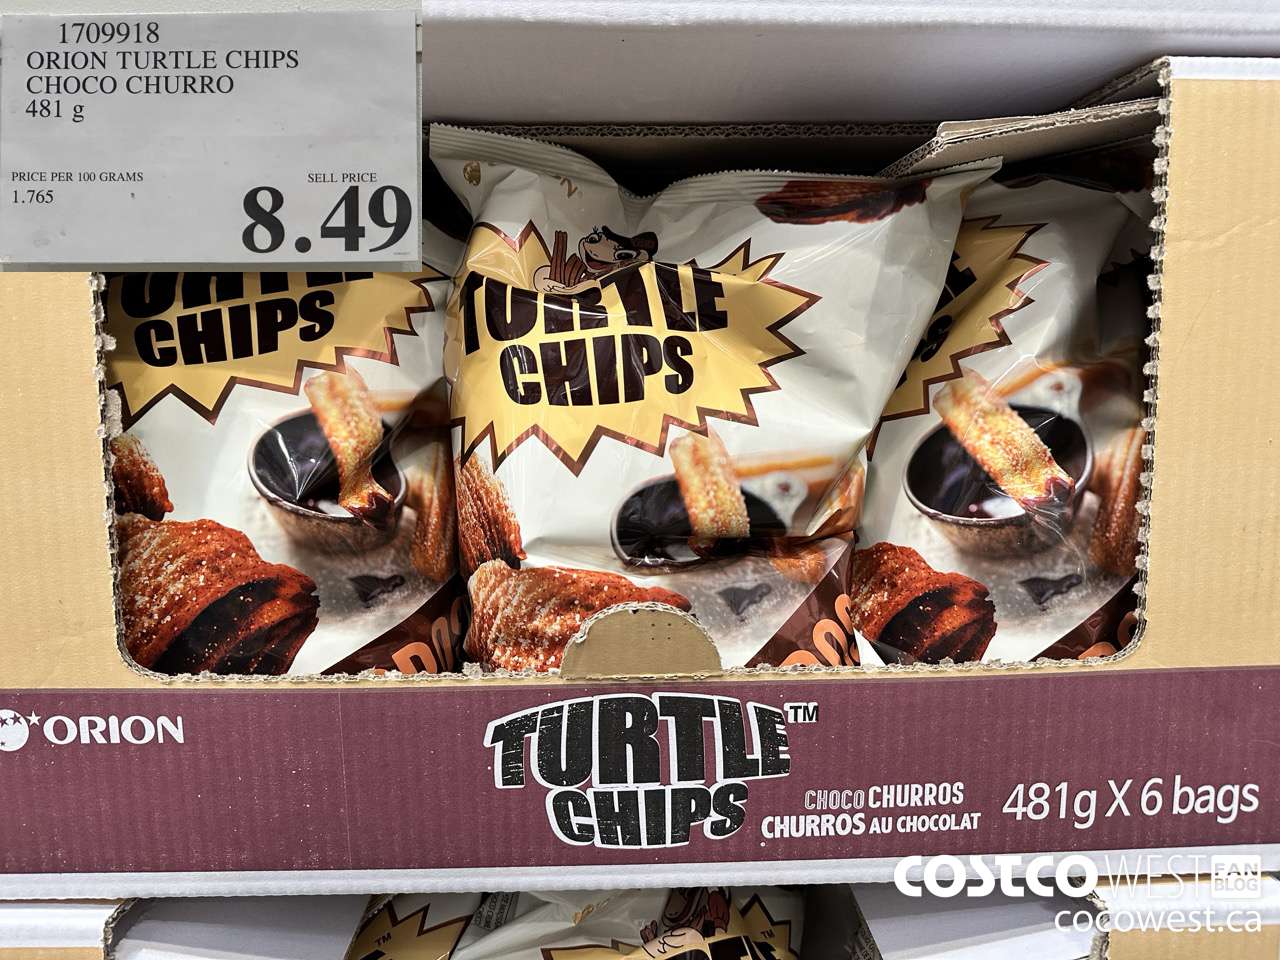 1709918
ORION TURTLE CHIPS
CHOCO CHURRO
481 g
PRICE PER 100 GRAMS
1.765
SELL PRICE
8.49
CHIPS
TURTLE
CHIPS
ORION
TURTLE™
CHIPS
CHOCO CHURROS
CHURROS AU CHOCOLAT
481g X 6 bags
COSTCO WEST FAN BLOG
cocowest.ca